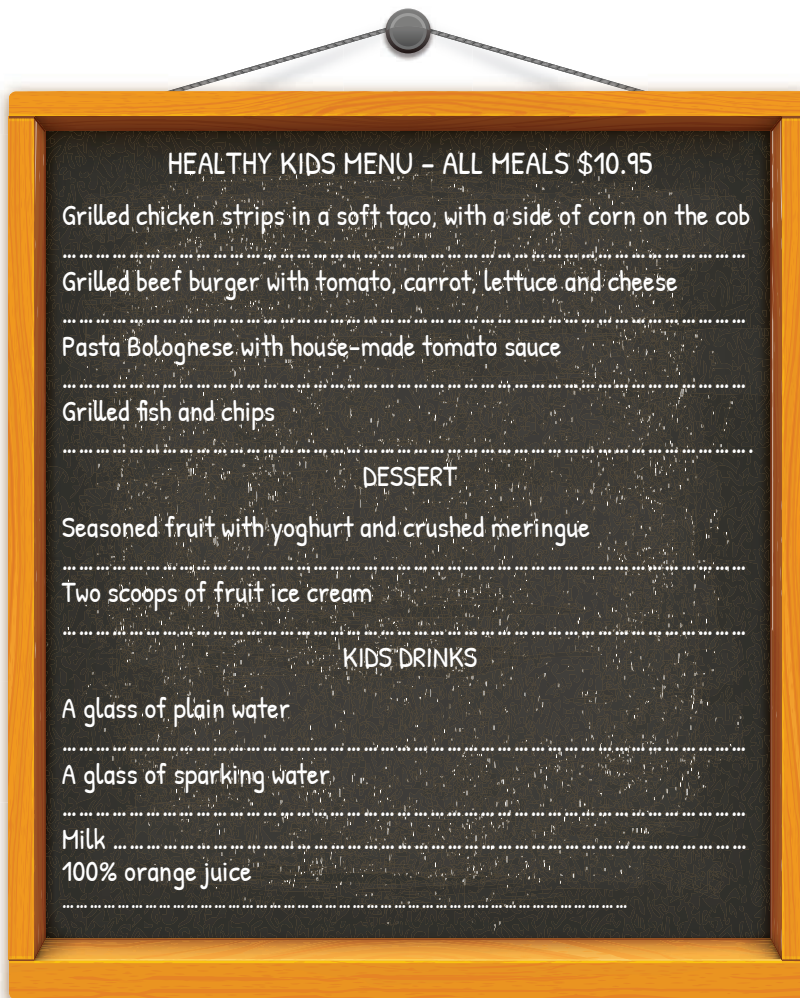 HEALTHY KIDS MENU – ALL MEALS $10.95
Grilled chicken strips in a soft taco, with a side of corn on the cob
………………………………………………………………………………………………
Grilled beef burger with tomato, carrot, lettuce and cheese
………………………………………………………………………………………………
Pasta Bolognese with house-made tomato sauce
………………………………………………………………………………………………
Grilled fish and chips
……………………………………………………………………………………………….
DESSERT
Seasoned fruit with yoghurt and crushed meringue
………………………………………………………………………………………………
Two scoops of fruit ice cream
………………………………………………………………………………………………
KIDS DRINKS
A glass of plain water
………………………………………………………………………………………………
A glass of sparking water
………………………………………………………………………………………………
Milk ………………………………………………………………………………………
100% orange juice
………………………………………………………………………………